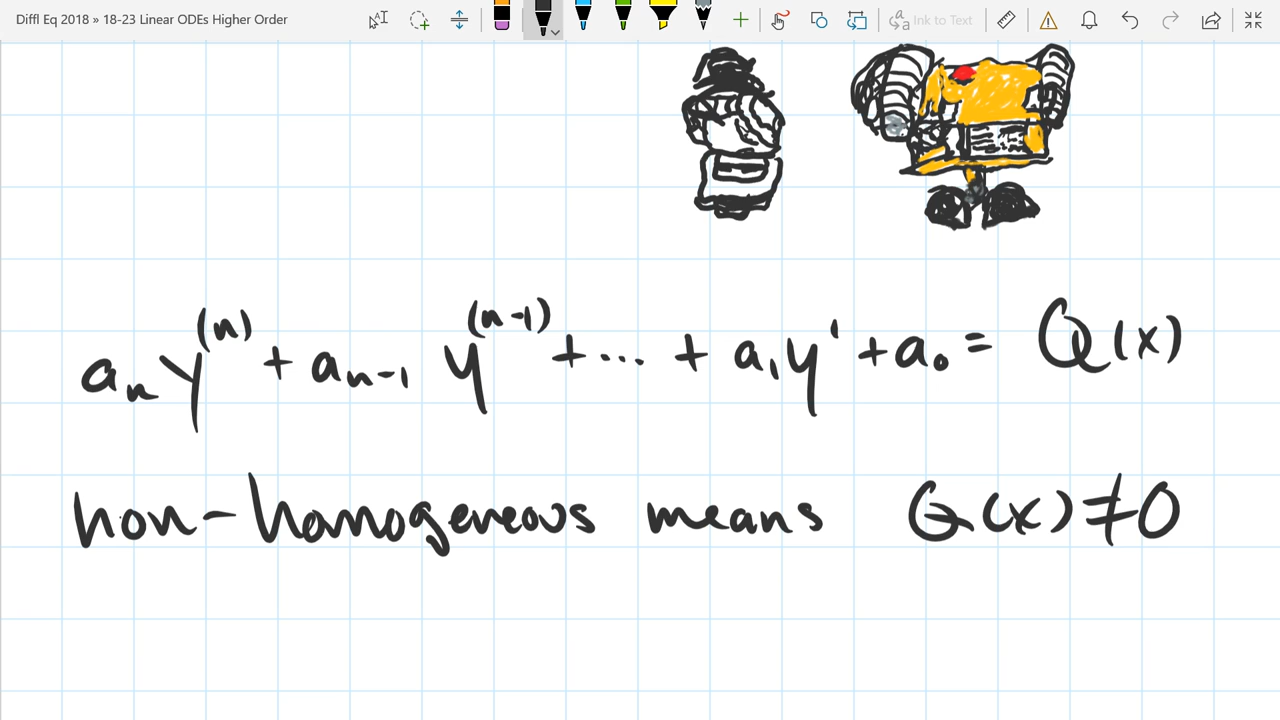 Diffl Eq 2018 » 18-23 Linear ODEs Higher Order
Ink to Text
aₙ y⁽ⁿ⁾ + aₙ₋₁ y⁽ⁿ⁻¹⁾ + ... + a₁y' + a₀ = Q(x)
non-homogeneous means Q(x) ≠ 0